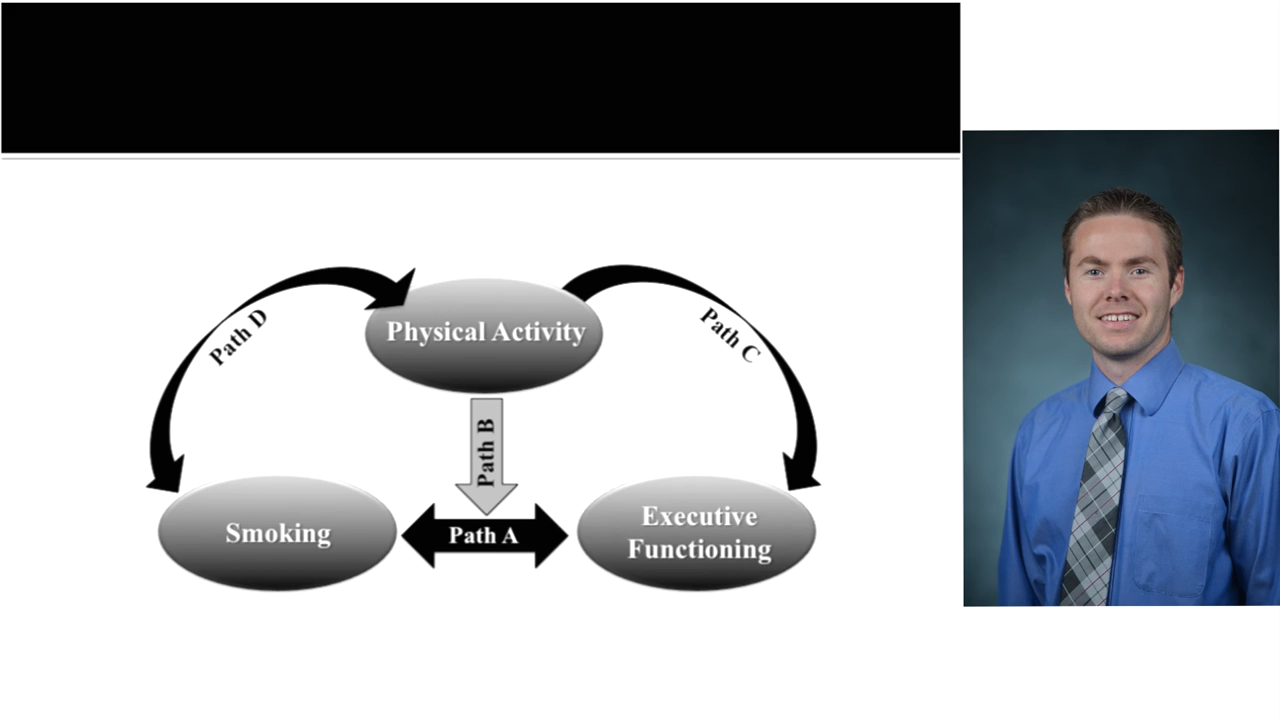 Path D
Physical Activity
Path C
Path B
Smoking
Path A
Executive
Functioning